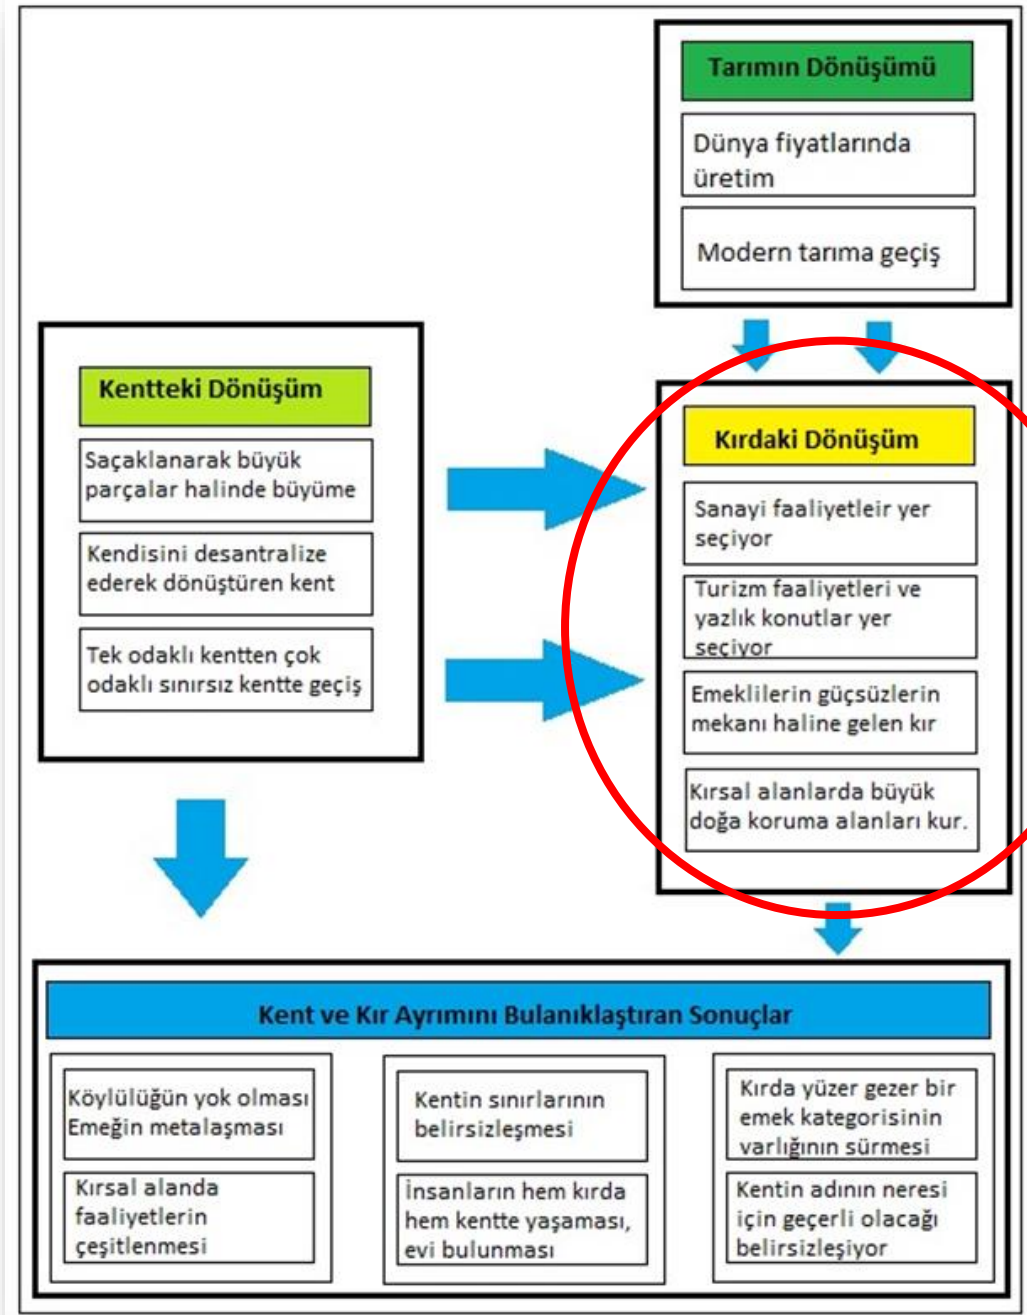 Tarımın Dönüşümü
Dünya fiyatlarında
üretim
Modern tarıma geçiş
Kentteki Dönüşüm
Saçaklanarak büyük
parçalar halinde büyüme
Kendisini desantralize
ederek dönüştüren kent
Tek odaklı kentten çok
odaklı sınırsız kentte geçiş
Kırdaki Dönüşüm
Sanayi faaliyetleir yer
seçiyor
Turizm faaliyetleri ve
yazlık konutlar yer
seçiyor
Emeklilerin güçsüzlerin
mekanı haline gelen kır
Kırsal alanlarda büyük
doğa koruma alanları kur.
Kent ve Kır Ayrımını Bulanıklaştıran Sonuçlar
Köylülüğün yok olması
Emeğin metalaşması
Kırsal alanda
faaliyetlerin
çeşitlenmesi
Kentin sınırlarının
belirsizleşmesi
İnsanların hem kırda
hem kentte yaşaması,
evi bulunması
Kırda yüzer gezer bir
emek kategorisinin
varlığının sürmesi
Kentin adının neresi
için geçerli olacağı
belirsizleşiyor